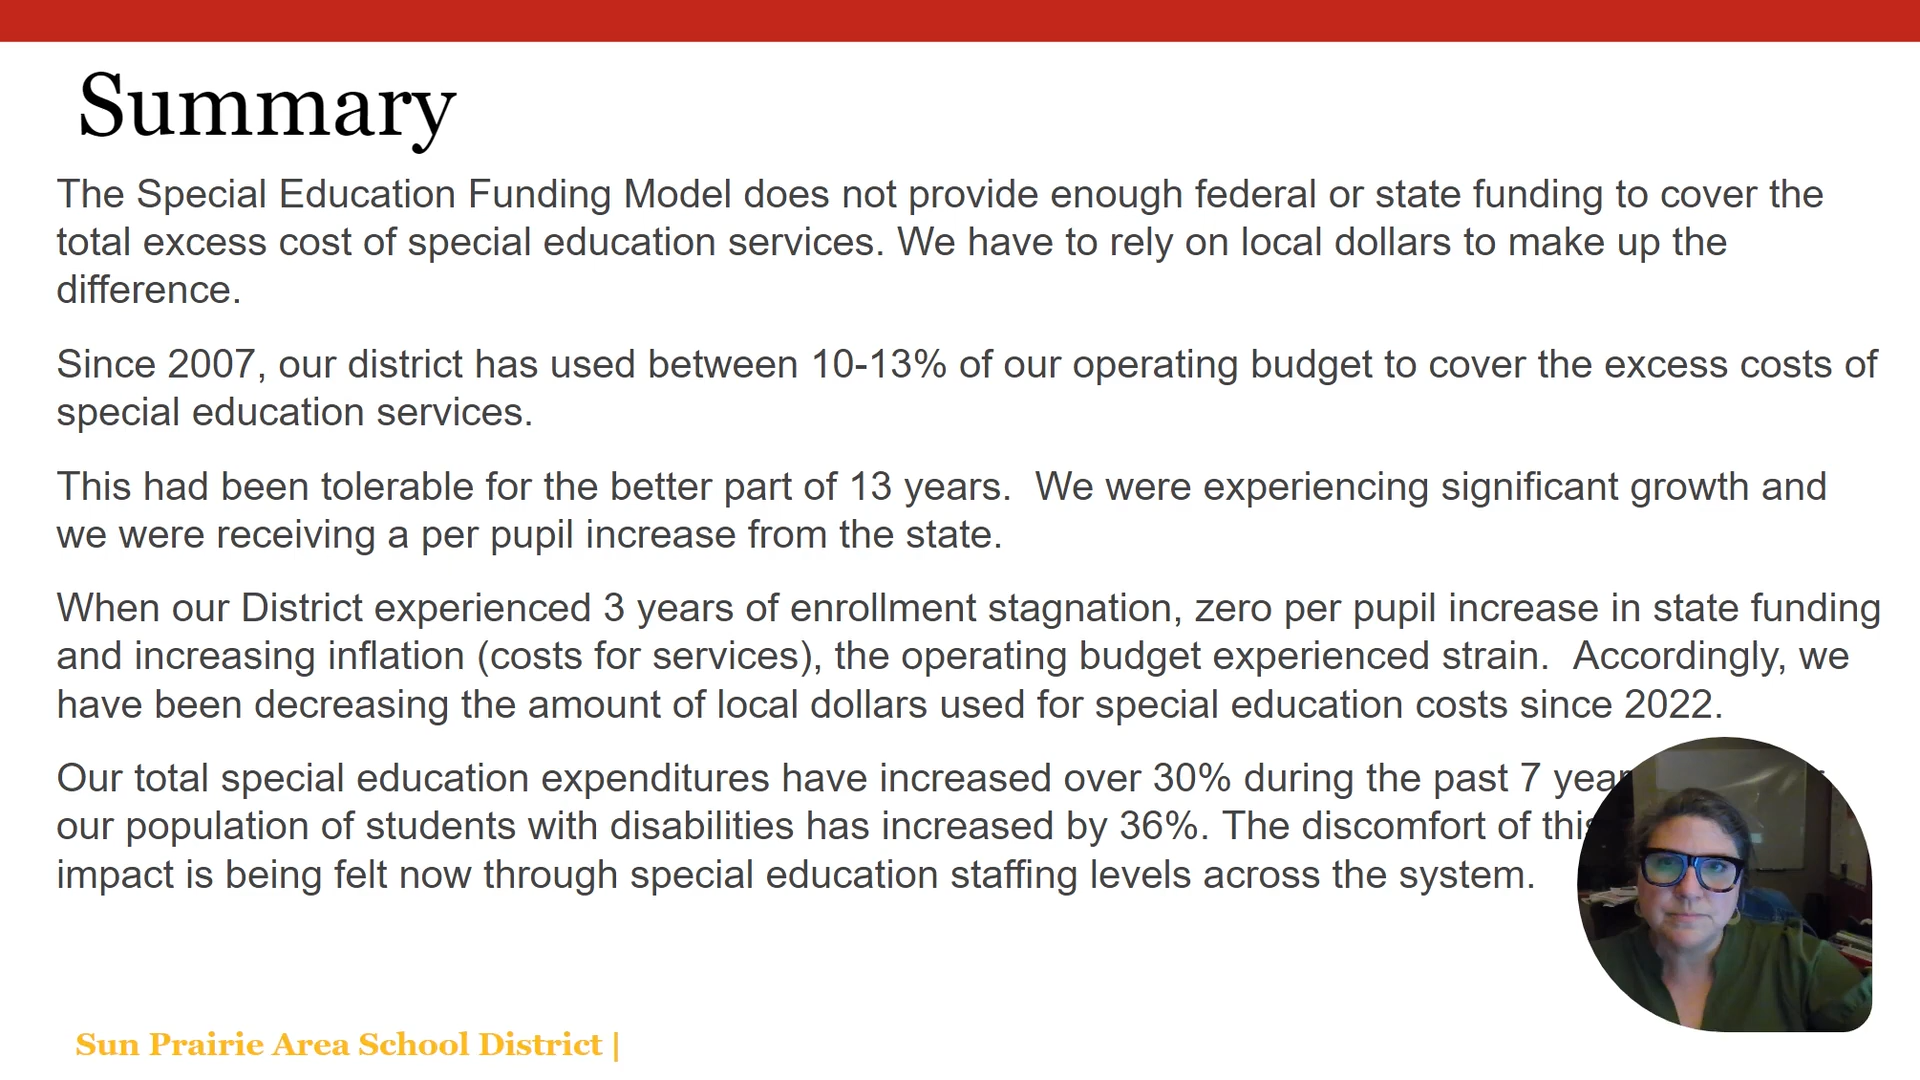 Summary
The Special Education Funding Model does not provide enough federal or state funding to cover the
total excess cost of special education services. We have to rely on local dollars to make up the
difference.
Since 2007, our district has used between 10-13% of our operating budget to cover the excess costs of
special education services.
This had been tolerable for the better part of 13 years.  We were experiencing significant growth and
we were receiving a per pupil increase from the state.
When our District experienced 3 years of enrollment stagnation, zero per pupil increase in state funding
and increasing inflation (costs for services), the operating budget experienced strain.  Accordingly, we
have been decreasing the amount of local dollars used for special education costs since 2022.
Our total special education expenditures have increased over 30% during the past 7
our population of students with disabilities has increased by 36%. The discomfort of this
impact is being felt now through special education staffing levels across the system.
Sun Prairie Area School District |